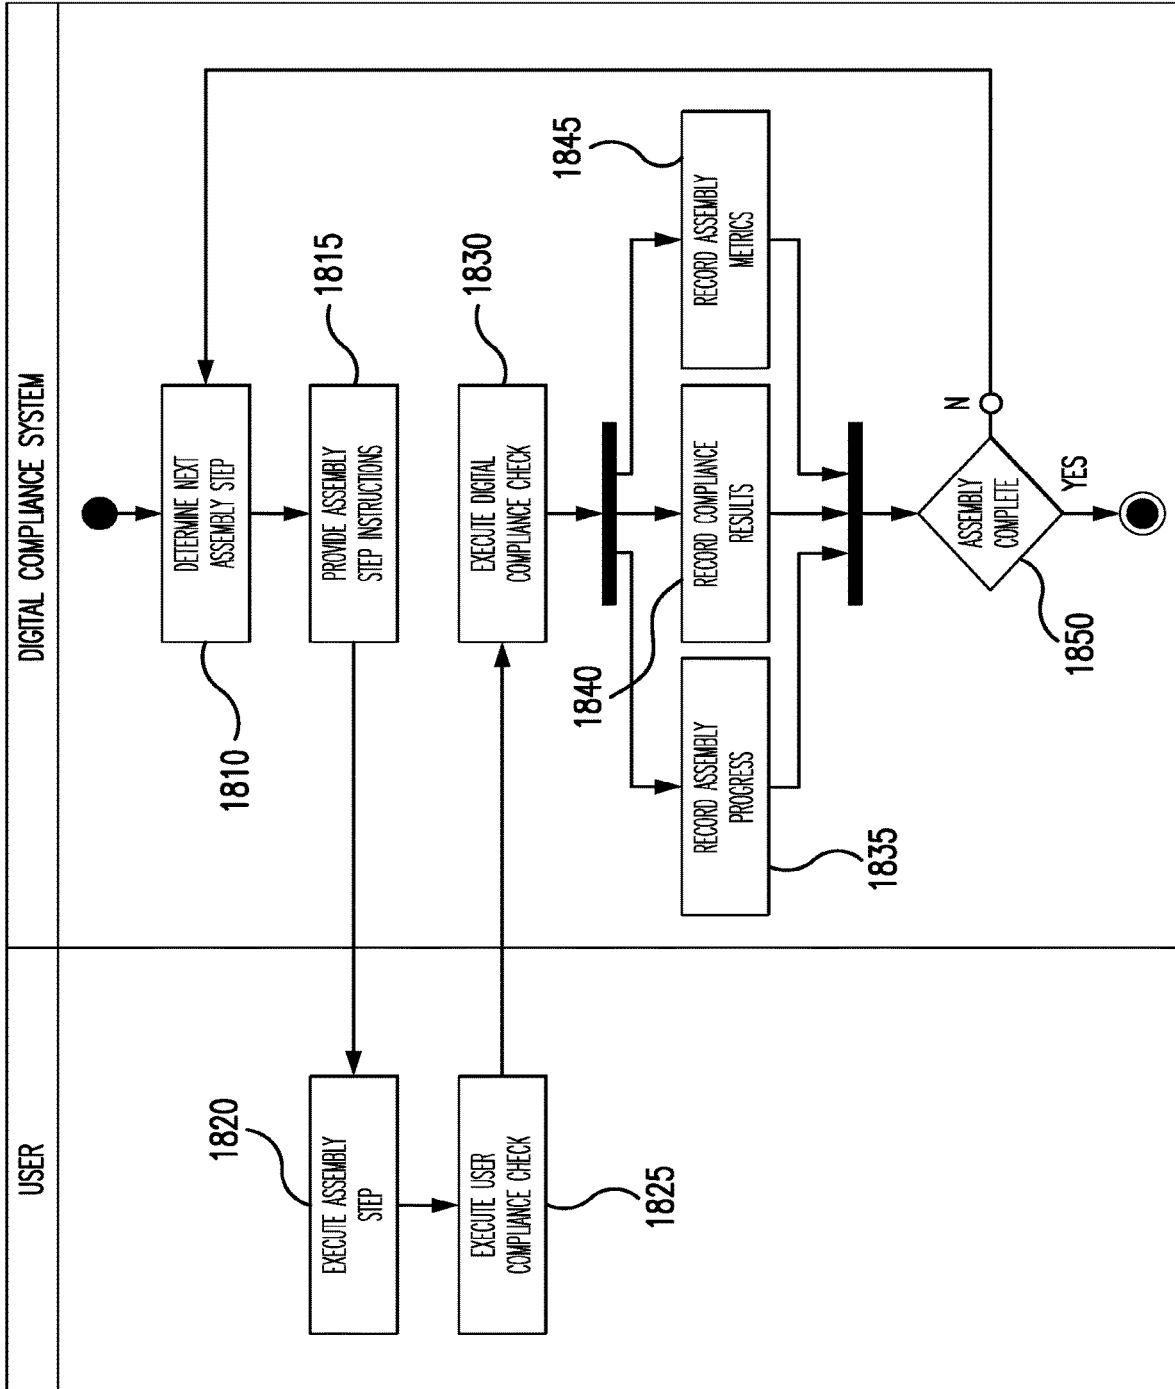 USER
DIGITAL COMPLIANCE SYSTEM
1810
DETERMINE NEXT
ASSEMBLY STEP
1815
PROVIDE ASSEMBLY
STEP INSTRUCTIONS
1820
EXECUTE ASSEMBLY
STEP
1825
EXECUTE USER
COMPLIANCE CHECK
1830
EXECUTE DIGITAL
COMPLIANCE CHECK
1835
RECORD ASSEMBLY
PROGRESS
1840
RECORD COMPLIANCE
RESULTS
1845
RECORD ASSEMBLY
METRICS
ASSEMBLY
COMPLETE
1850
N
YES